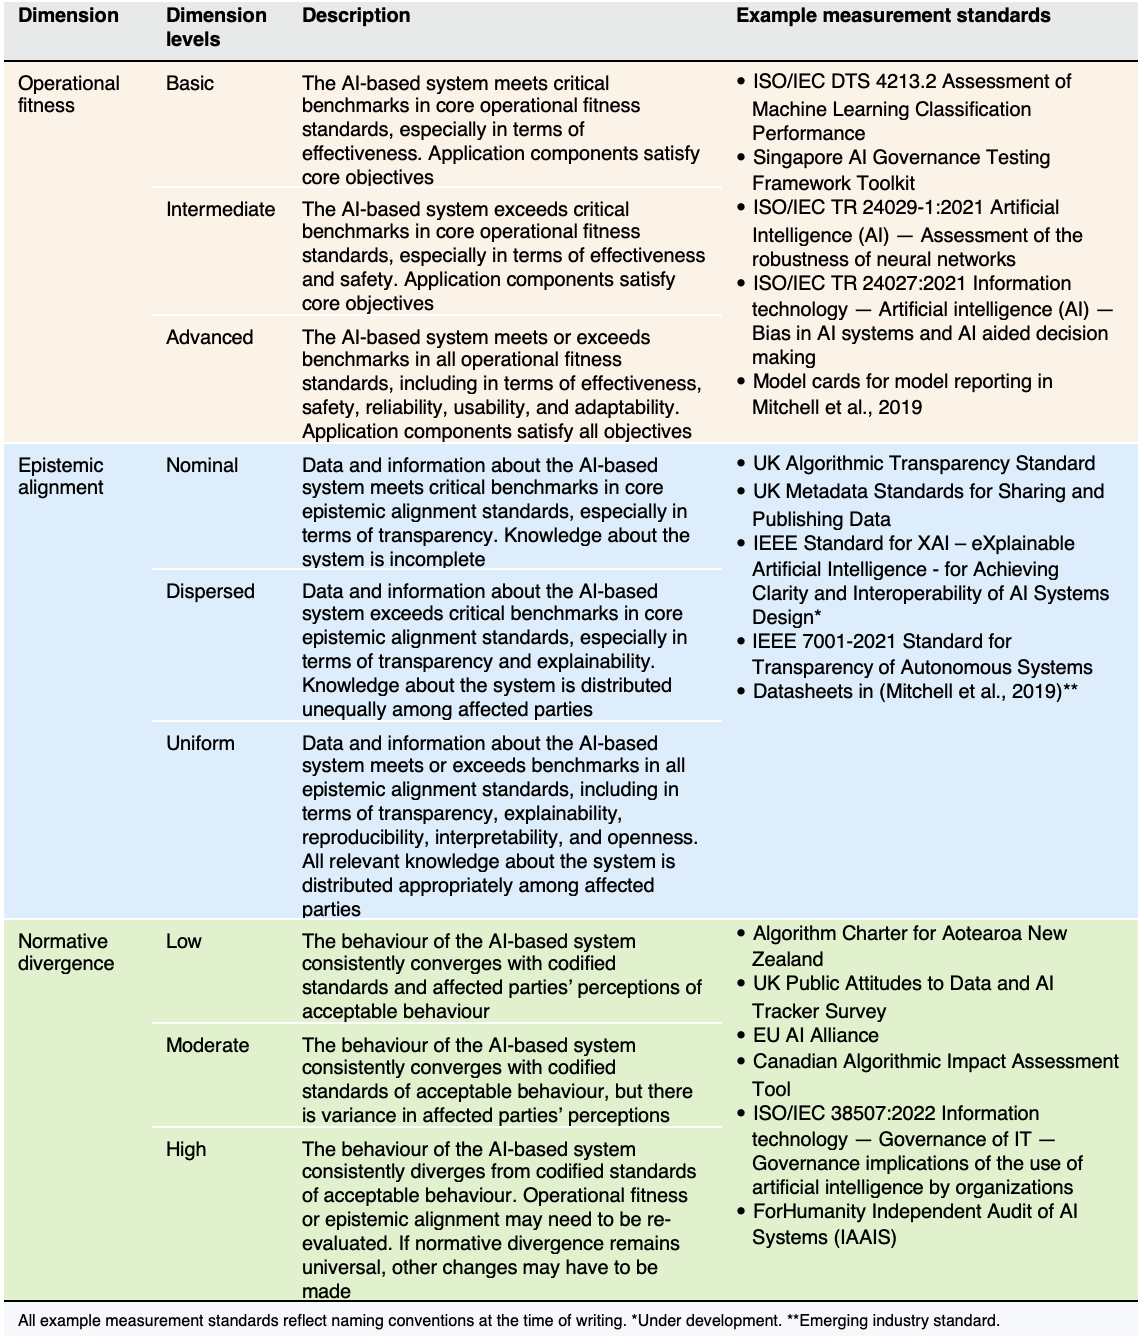 Dimension
Dimension
levels
Description
Example measurement standards
Operational
fitness
Basic
The AI-based system meets critical
benchmarks in core operational fitness
standards, especially in terms of
effectiveness. Application components satisfy
core objectives
Intermediate
The AI-based system exceeds critical
benchmarks in core operational fitness
standards, especially in terms of effectiveness
and safety. Application components satisfy
core objectives
Advanced
The AI-based system meets or exceeds
benchmarks in all operational fitness
standards, including in terms of effectiveness,
safety, reliability, usability, and adaptability.
Application components satisfy all objectives
• ISO/IEC DTS 4213.2 Assessment of
Machine Learning Classification
Performance
• Singapore AI Governance Testing
Framework Toolkit
• ISO/IEC TR 24029-1:2021 Artificial
Intelligence (AI) — Assessment of the
robustness of neural networks
• ISO/IEC TR 24027:2021 Information
technology — Artificial intelligence (AI) —
Bias in AI systems and AI aided decision
making
• Model cards for model reporting in
Mitchell et al., 2019
Epistemic
alignment
Nominal
Data and information about the AI-based
system meets critical benchmarks in core
epistemic alignment standards, especially in
terms of transparency. Knowledge about the
system is incomplete
Dispersed
Data and information about the AI-based
system exceeds critical benchmarks in core
epistemic alignment standards, especially in
terms of transparency and explainability.
Knowledge about the system is distributed
unequally among affected parties
Uniform
Data and information about the AI-based
system meets or exceeds benchmarks in all
epistemic alignment standards, including in
terms of transparency, explainability,
reproducibility, interpretability, and openness.
All relevant knowledge about the system is
distributed appropriately among affected
parties
• UK Algorithmic Transparency Standard
• UK Metadata Standards for Sharing and
Publishing Data
• IEEE Standard for XAI – eXplainable
Artificial Intelligence - for Achieving
Clarity and Interoperability of AI Systems
Design*
• IEEE 7001-2021 Standard for
Transparency of Autonomous Systems
• Datasheets in (Mitchell et al., 2019)**
Normative
divergence
Low
The behaviour of the AI-based system
consistently converges with codified
standards and affected parties’ perceptions of
acceptable behaviour
Moderate
The behaviour of the AI-based system
consistently converges with codified
standards of acceptable behaviour, but there
is variance in affected parties’ perceptions
High
The behaviour of the AI-based system
consistently diverges from codified standards
of acceptable behaviour. Operational fitness
or epistemic alignment may need to be re-
evaluated. If normative divergence remains
universal, other changes may have to be
made
• Algorithm Charter for Aotearoa New
Zealand
• UK Public Attitudes to Data and AI
Tracker Survey
• EU AI Alliance
• Canadian Algorithmic Impact Assessment
Tool
• ISO/IEC 38507:2022 Information
technology — Governance of IT —
Governance implications of the use of
artificial intelligence by organizations
• ForHumanity Independent Audit of AI
Systems (IAAIS)
All example measurement standards reflect naming conventions at the time of writing. *Under development. **Emerging industry standard.